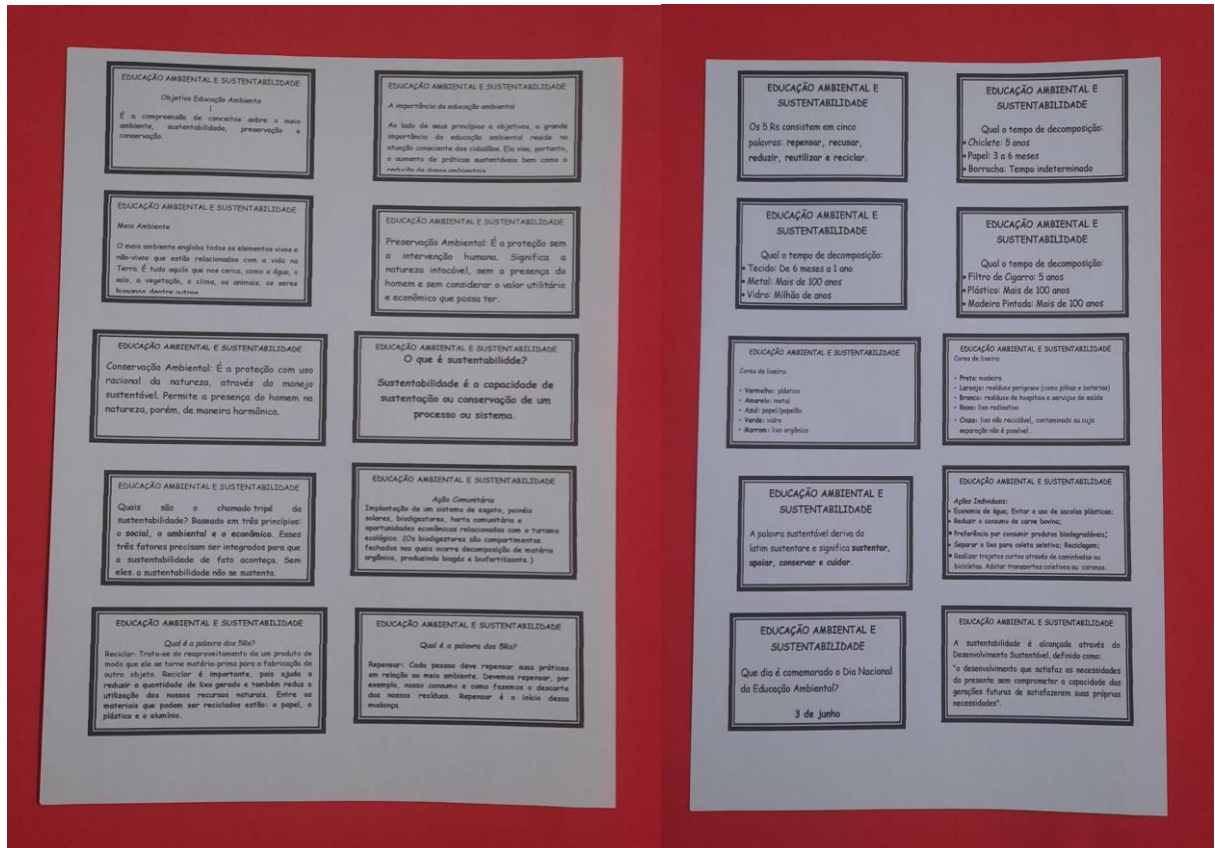 EDUCAÇÃO AMBIENTAL E SUSTENTABILIDADE
Objetivo Educação Ambienta
l
É a compreensão de conceitos sobre o meio
ambiente, sustentabilidade, preservação e
conservação.
EDUCAÇÃO AMBIENTAL E SUSTENTABILIDADE
A importância da educação ambiental
Ao lado de seus princípios e objetivos, a grande
importância da educação ambiental reside na
atuação consciente dos cidadãos. Ela visa, portanto,
o aumento de práticas sustentáveis bem como a
redução de danos ambientais
EDUCAÇÃO AMBIENTAL E SUSTENTABILIDADE
Meio Ambiente
O meio ambiente engloba todos os elementos vivos e
não-vivos que estão relacionados com a vida na
Terra. É tudo aquilo que nos cerca, como a água, o
solo, a vegetação, o clima, os animais, os seres
humanos dentre outros
EDUCAÇÃO AMBIENTAL E SUSTENTABILIDADE
Preservação Ambiental: É a proteção sem
a intervenção humana. Significa a
natureza intocável, sem a presença do
homem e sem considerar o valor utilitário
e econômico que possa ter.
EDUCAÇÃO AMBIENTAL E SUSTENTABILIDADE
Conservação Ambiental: É a proteção com uso
racional da natureza, através do manejo
sustentável. Permite a presença do homem na
natureza, porém, de maneira harmônica.
EDUCAÇÃO AMBIENTAL E SUSTENTABILIDADE
O que é sustentabilidde?
Sustentabilidade é a capacidade de
sustentação ou conservação de um
processo ou sistema.
EDUCAÇÃO AMBIENTAL E SUSTENTABILIDADE
Quais são o chamado tripé da
sustentabilidade? Baseado em três princípios:
o social, o ambiental e o econômico. Esses
três fatores precisam ser integrados para que
a sustentabilidade de fato aconteça. Sem
eles, a sustentabilidade não se sustenta.
EDUCAÇÃO AMBIENTAL E SUSTENTABILIDADE
Ação Comunitária
Implantação de um sistema de esgoto, painéis
solares, biodigestores, horta comunitária e
oportunidades econômicas relacionadas com o turismo
ecológico. (Os biodigestores são compartimentos
fechados nos quais ocorre decomposição de matéria
orgânica, produzindo biogás e biofertilizante.)
EDUCAÇÃO AMBIENTAL E SUSTENTABILIDADE
Qual é a palavra dos 5Rs?
Reciclar: Trata-se do reaproveitamento de um produto de
modo que ele se torne matéria-prima para a fabricação de
outro objeto. Reciclar é importante, pois ajuda a
reduzir a quantidade de lixo gerado e também reduz a
utilização dos nossos recursos naturais. Entre os
materiais que podem ser reciclados estão: o papel, o
plástico e o alumínio.
EDUCAÇÃO AMBIENTAL E SUSTENTABILIDADE
Qual é a palavra dos 5Rs?
Repensar: Cada pessoa deve repensar suas práticas
em relação ao meio ambiente. Devemos repensar, por
exemplo, nosso consumo e como fazemos o descarte
dos nossos resíduos. Repensar é o início dessa
mudança.
EDUCAÇÃO AMBIENTAL E
SUSTENTABILIDADE
Os 5 Rs consistem em cinco
palavras: repensar, recusar,
reduzir, reutilizar e reciclar.
EDUCAÇÃO AMBIENTAL E
SUSTENTABILIDADE
Qual o tempo de decomposição:
• Chiclete: 5 anos
• Papel: 3 a 6 meses
• Borracha: Tempo indeterminado
EDUCAÇÃO AMBIENTAL E
SUSTENTABILIDADE
Qual o tempo de decomposição:
• Tecido: De 6 meses a 1 ano
• Metal: Mais de 100 anos
• Vidro: Milhão de anos
EDUCAÇÃO AMBIENTAL E
SUSTENTABILIDADE
Qual o tempo de decomposição:
• Filtro de Cigarro: 5 anos
• Plástico: Mais de 100 anos
• Madeira Pintada: Mais de 100 anos
EDUCAÇÃO AMBIENTAL E SUSTENTABILIDADE
Cores de lixeira:
• Vermelho: plástico
• Amarelo: metal
• Azul: papel/papelão
• Verde: vidro
• Marrom: lixo orgânico
EDUCAÇÃO AMBIENTAL E SUSTENTABILIDADE
Cores de lixeira:
• Preto: madeira
• Laranja: resíduos perigosos (como pilhas e baterias)
• Branco: resíduos de hospitais e serviços de saúde
• Roxo: lixo radioativo
• Cinza: lixo não reciclável, contaminado ou cuja
separação não é possível.
EDUCAÇÃO AMBIENTAL E
SUSTENTABILIDADE
A palavra sustentável deriva do
latim sustentare e significa sustentar,
apoiar, conservar e cuidar.
EDUCAÇÃO AMBIENTAL E SUSTENTABILIDADE
Ações Individuais:
• Economia de água; Evitar o uso de sacolas plásticas;
• Reduzir o consumo de carne bovina;
• Preferência por consumir produtos biodegradáveis;
• Separar o lixo para coleta seletiva; Reciclagem;
• Realizar trajetos curtos através de caminhadas ou
bicicletas. Adotar transportes coletivos ou caronas.
EDUCAÇÃO AMBIENTAL E
SUSTENTABILIDADE
Que dia é comemorado o Dia Nacional
da Educação Ambiental?
3 de junho
EDUCAÇÃO AMBIENTAL E SUSTENTABILIDADE
A sustentabilidade é alcançada através do
Desenvolvimento Sustentável, definido como:
"o desenvolvimento que satisfaz as necessidades
do presente sem comprometer a capacidade das
gerações futuras de satisfazerem suas próprias
necessidades".